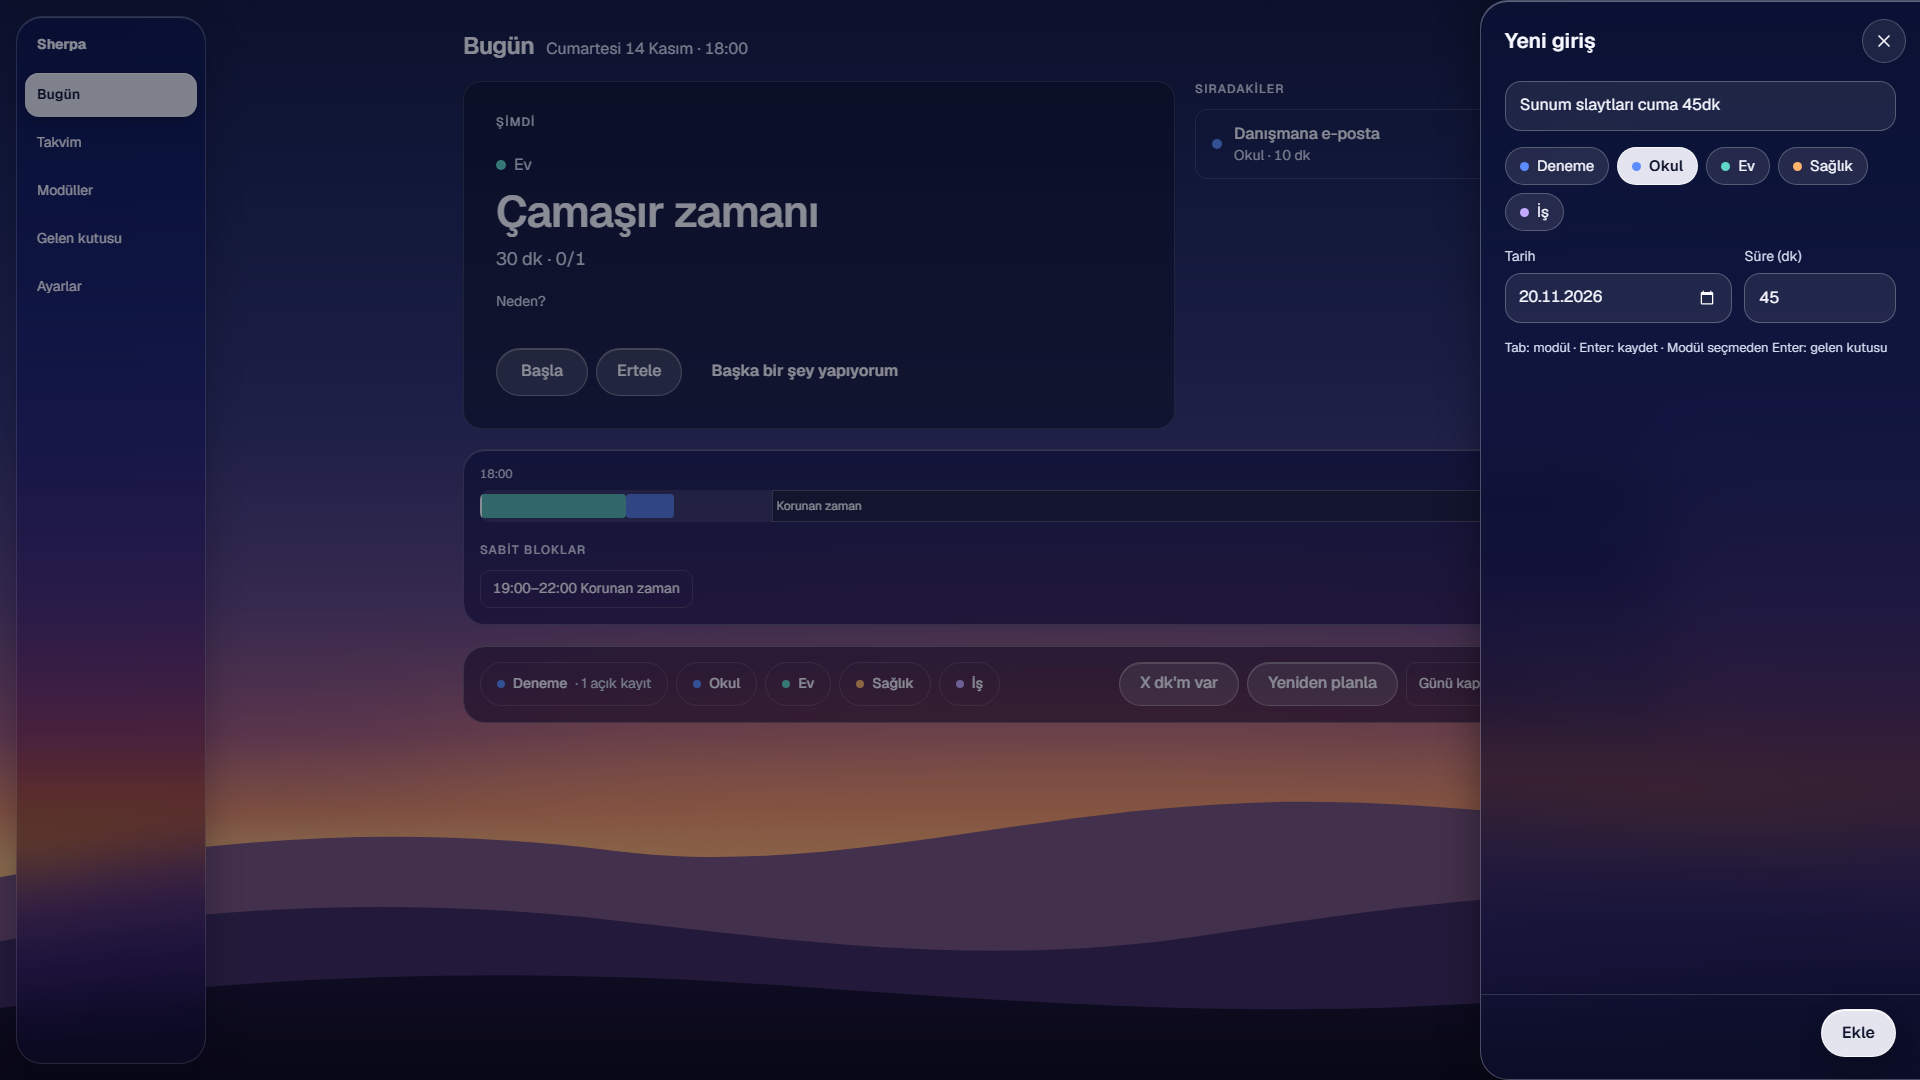 Sherpa
Bugün
Takvim
Modüller
Gelen kutusu
Ayarlar
Bugün Cumartesi 14 Kasım · 18:00
ŞİMDİ
Ev
Çamaşır zamanı
30 dk · 0/1
Neden?
Başla Ertele Başka bir şey yapıyorum
SIRADAKİLER
Danışmana e-posta
Okul · 10 dk
18:00
Korunan zaman
SABİT BLOKLAR
19:00–22:00 Korunan zaman
Deneme · 1 açık kayıt Okul Ev Sağlık İş X dk'm var Yeniden planla Günü kap
Yeni giriş
Sunum slaytları cuma 45dk
Deneme Okul Ev Sağlık
İş
Tarih Süre (dk)
20.11.2026 45
Tab: modül · Enter: kaydet · Modül seçmeden Enter: gelen kutusu
Ekle